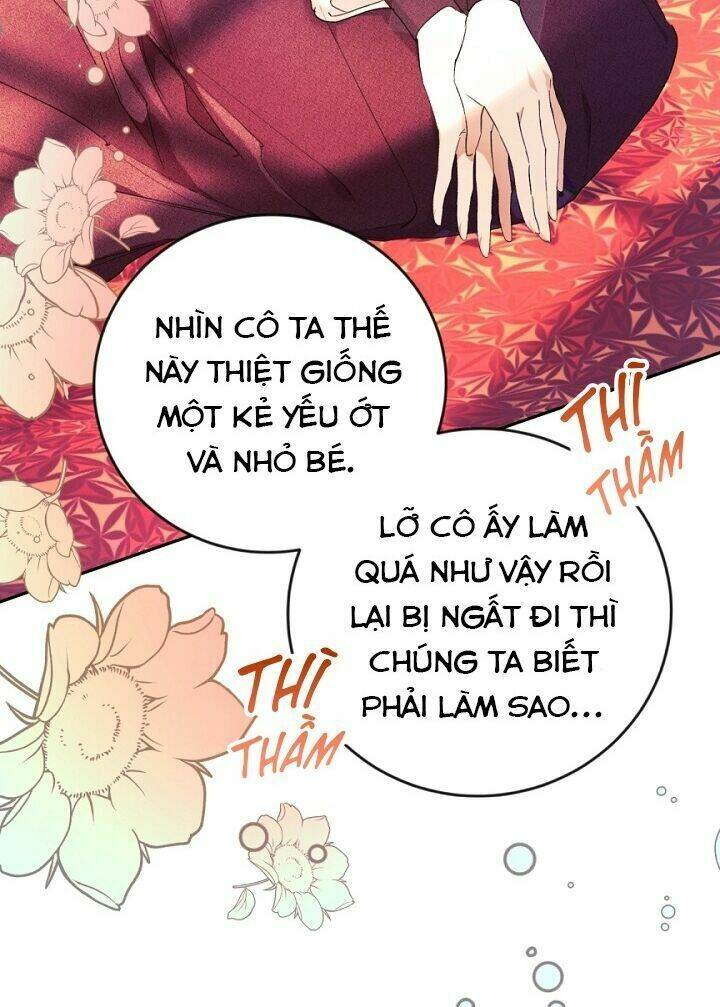 NHÌN CÔ TA THẾ
NÀY THIỆT GIỐNG
MỘT KẺ YẾU ỚT
VÀ NHỎ BÉ.
THÌ
THẦM
LỠ CÔ ẤY LÀM
QUÁ NHƯ VẬY RỒI
LẠI BỊ NGẤT ĐI THÌ
CHÚNG TA BIẾT
PHẢI LÀM SAO...
THÌ
THẦM